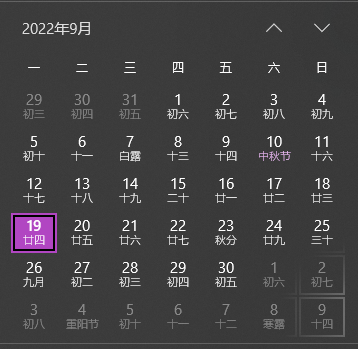 2022年9月
一 二 三 四 五 六 日
29 30 31 1 2 3 4
初三 初四 初五 初六 初七 初八 初九
5 6 7 8 9 10 11
初十 十一 白露 十三 十四 中秋节 十六
12 13 14 15 16 17 18
十七 十八 十九 二十 廿一 廿二 廿三
19 20 21 22 23 24 25
廿四 廿五 廿六 廿七 秋分 廿九 三十
26 27 28 29 30 1 2
九月 初二 初三 初四 初五 初六 初七
3 4 5 6 7 8 9
初八 重阳节 初十 十一 十二 寒露 十四